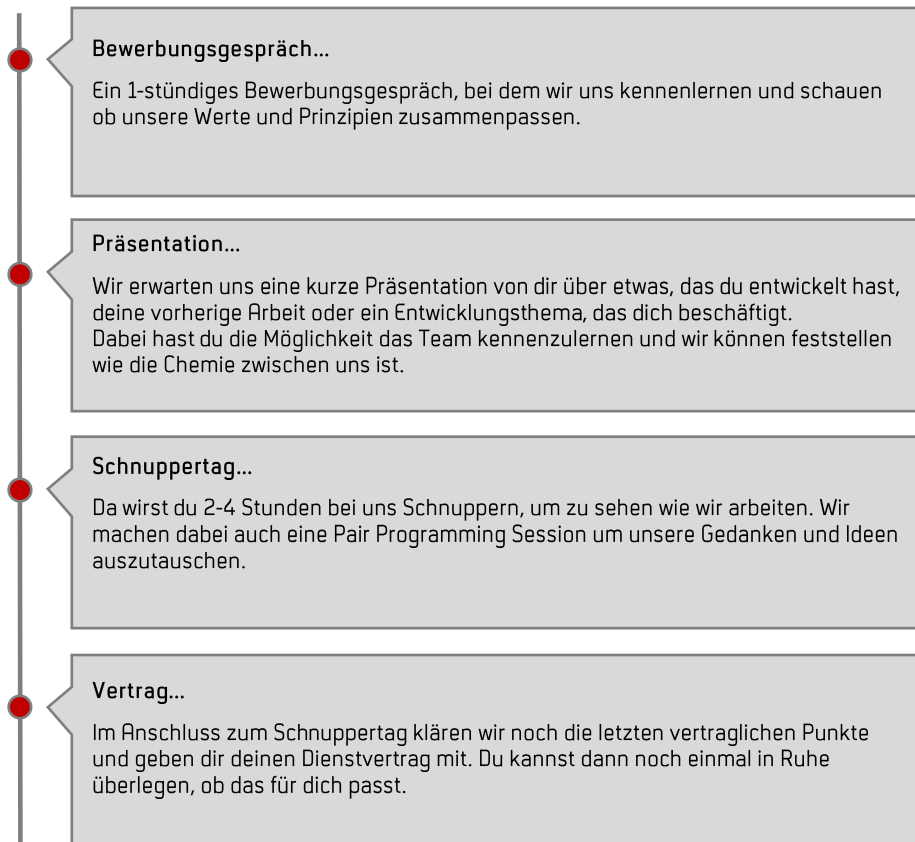 Bewerbungsgespräch...
Ein 1-stündiges Bewerbungsgespräch, bei dem wir uns kennenlernen und schauen
ob unsere Werte und Prinzipien zusammenpassen.
Präsentation...
Wir erwarten uns eine kurze Präsentation von dir über etwas, das du entwickelt hast,
deine vorherige Arbeit oder ein Entwicklungsthema, das dich beschäftigt.
Dabei hast du die Möglichkeit das Team kennenzulernen und wir können feststellen
wie die Chemie zwischen uns ist.
Schnuppertag...
Da wirst du 2-4 Stunden bei uns Schnuppern, um zu sehen wie wir arbeiten. Wir
machen dabei auch eine Pair Programming Session um unsere Gedanken und Ideen
auszutauschen.
Vertrag...
Im Anschluss zum Schnuppertag klären wir noch die letzten vertraglichen Punkte
und geben dir deinen Dienstvertrag mit. Du kannst dann noch einmal in Ruhe
überlegen, ob das für dich passt.